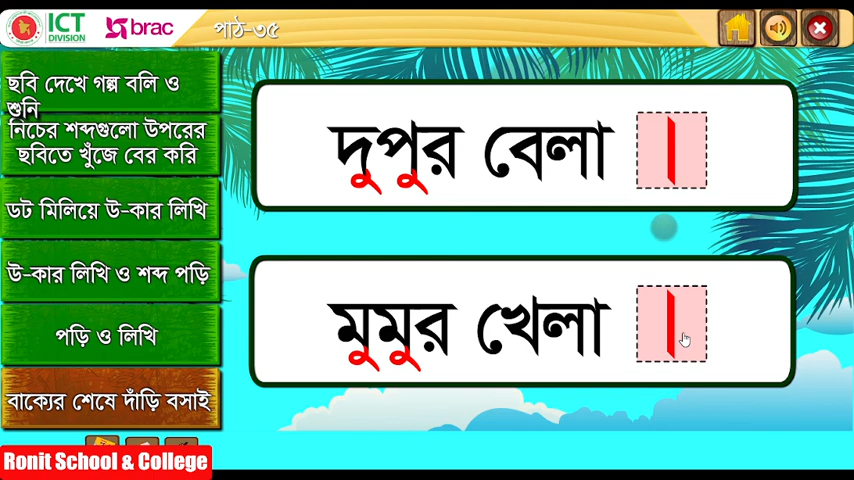 ICT
DIVISION
brac
পাঠ-৩৫
ছবি দেখে গল্প বলি ও
শুনি
নিচের শব্দগুলো উপরের
ছবিতে খুঁজে বের করি
ডট মিলিয়ে উ-কার লিখি
উ-কার লিখি ও শব্দ পড়ি
পড়ি ও লিখি
বাক্যের শেষে দাঁড়ি বসাই
দুপুর বেলা ।
মুমুর খেলা ।
Ronit School & College